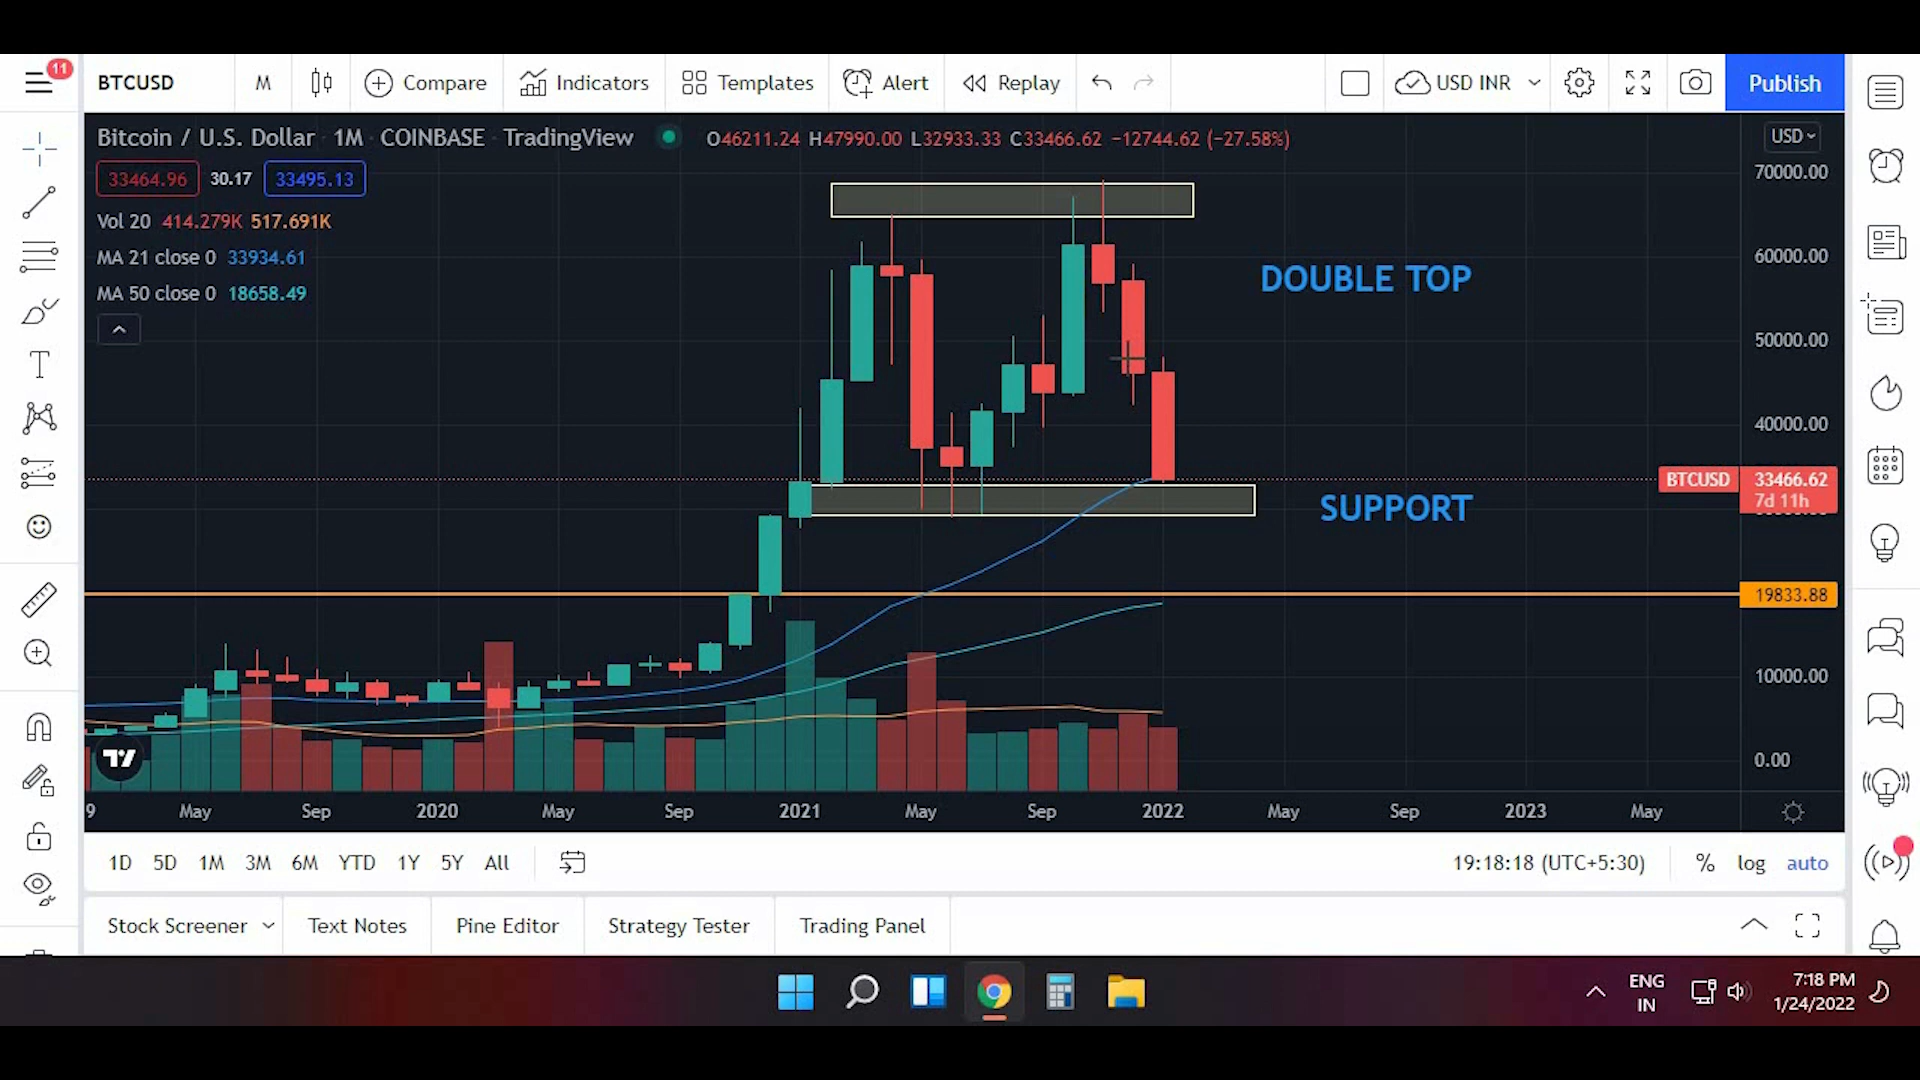 11
BTCUSD M Compare Indicators Templates Alert Replay USD INR Publish
Bitcoin / U.S. Dollar · 1M · COINBASE · TradingView O46211.24 H47990.00 L32933.33 C33466.62 −12744.62 (−27.58%)
USD
33464.96 30.17 33495.13
70000.00
Vol 20 414.279K 517.691K
MA 21 close 0 33934.61
60000.00
DOUBLE TOP
MA 50 close 0 18658.49
50000.00
40000.00
BTCUSD 33466.62
7d 11h
SUPPORT
19833.88
10000.00
0.00
9 May Sep 2020 May Sep 2021 May Sep 2022 May Sep 2023 May
1D 5D 1M 3M 6M YTD 1Y 5Y All 19:18:18 (UTC+5:30) % log auto
Stock Screener Text Notes Pine Editor Strategy Tester Trading Panel
ENG
IN
7:18 PM
1/24/2022